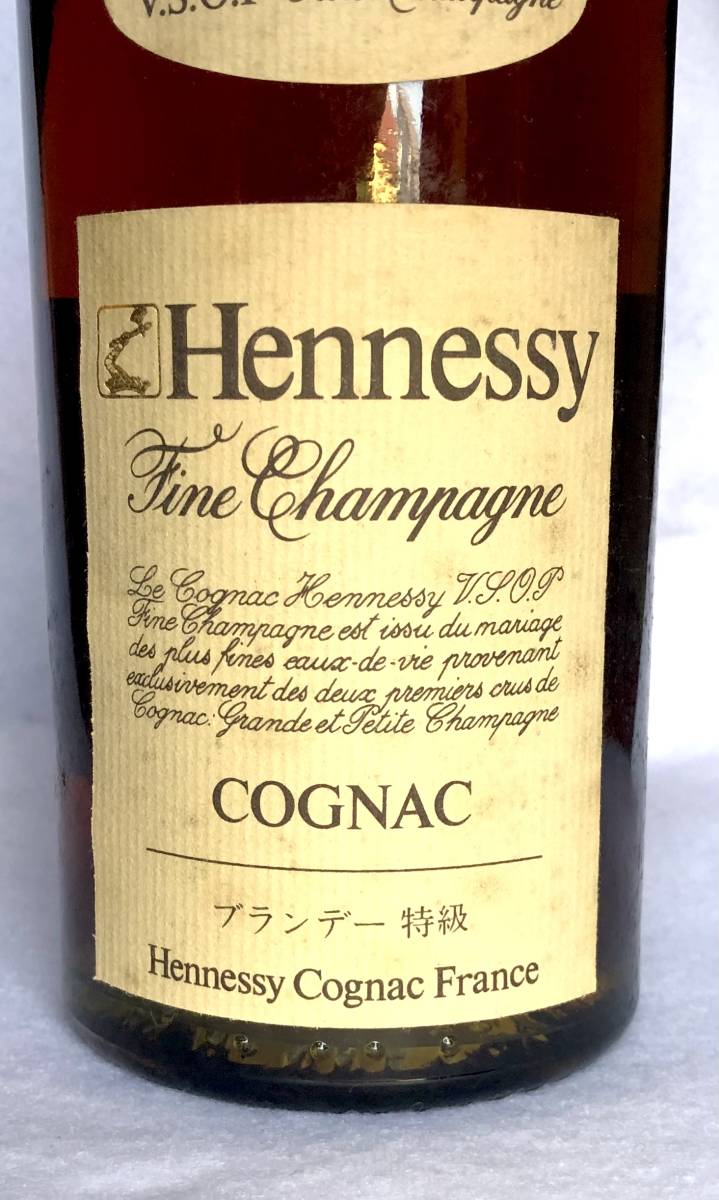 V.S.O.P Fine Champagne
Hennessy
Fine Champagne
Le Cognac Hennessy V.S.O.P
Fine Champagne est issu du mariage
des plus fines eaux-de-vie provenant
exclusivement des deux premiers crus de
Cognac: Grande et Petite Champagne
COGNAC
ブランデー 特級
Hennessy Cognac France